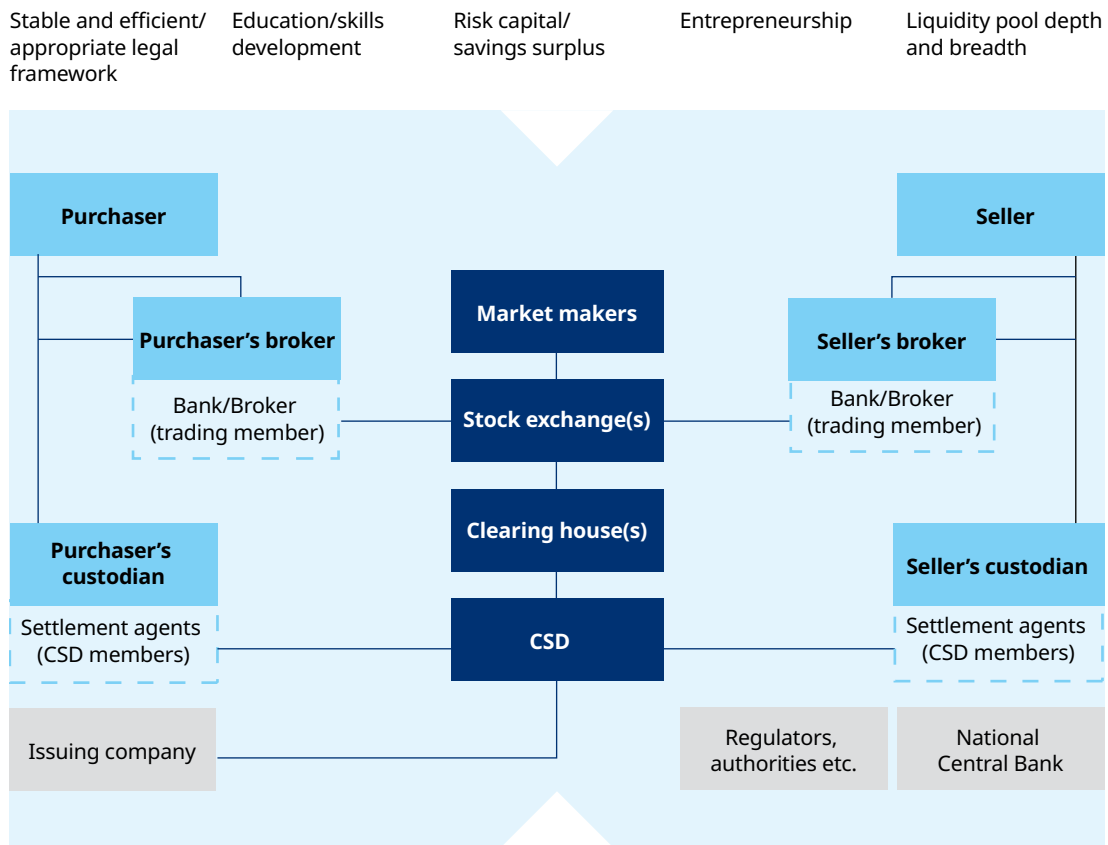 Stable and efficient/
appropriate legal
framework
Education/skills
development
Risk capital/
savings surplus
Entrepreneurship
Liquidity pool depth
and breadth
Purchaser
Seller
Market makers
Purchaser’s broker
Seller’s broker
Bank/Broker
(trading member)
Stock exchange(s)
Bank/Broker
(trading member)
Clearing house(s)
Purchaser’s
custodian
Seller’s custodian
Settlement agents
(CSD members)
CSD
Settlement agents
(CSD members)
Issuing company
Regulators,
authorities etc.
National
Central Bank